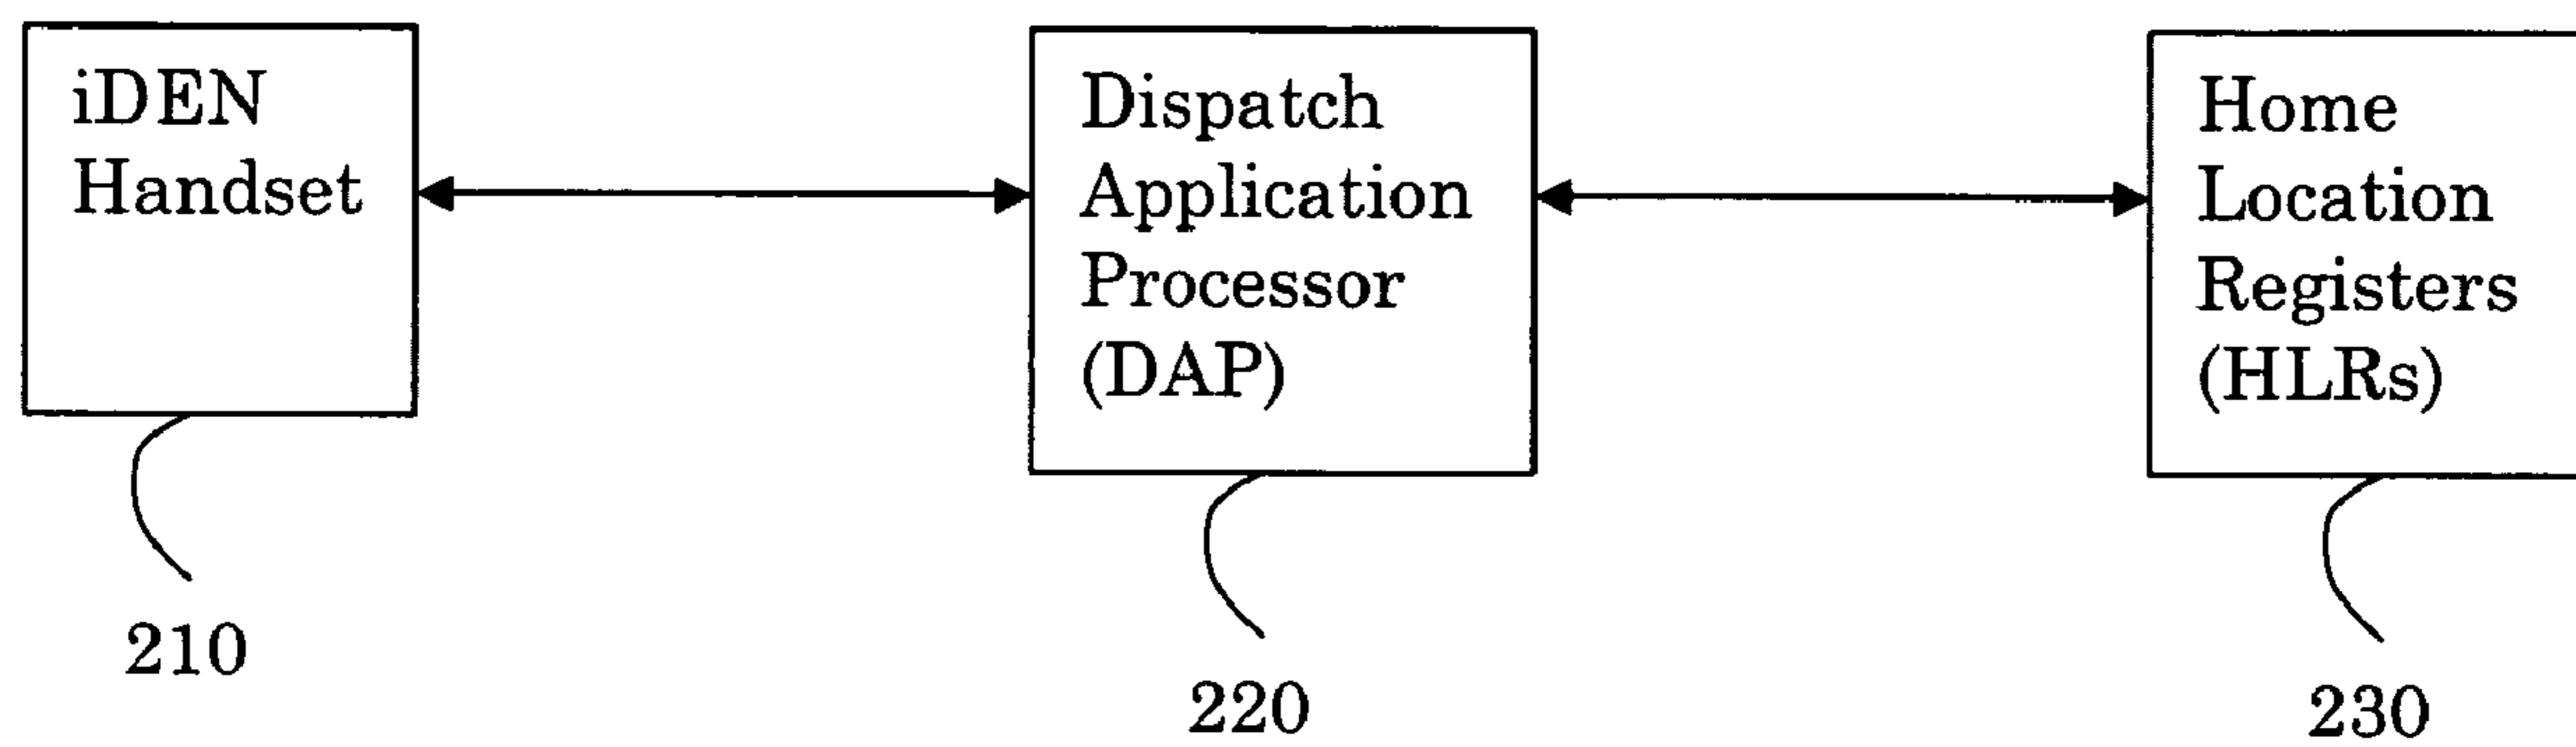 iDEN
Handset
Dispatch
Application
Processor
(DAP)
Home
Location
Registers
(HLRs)
210
220
230